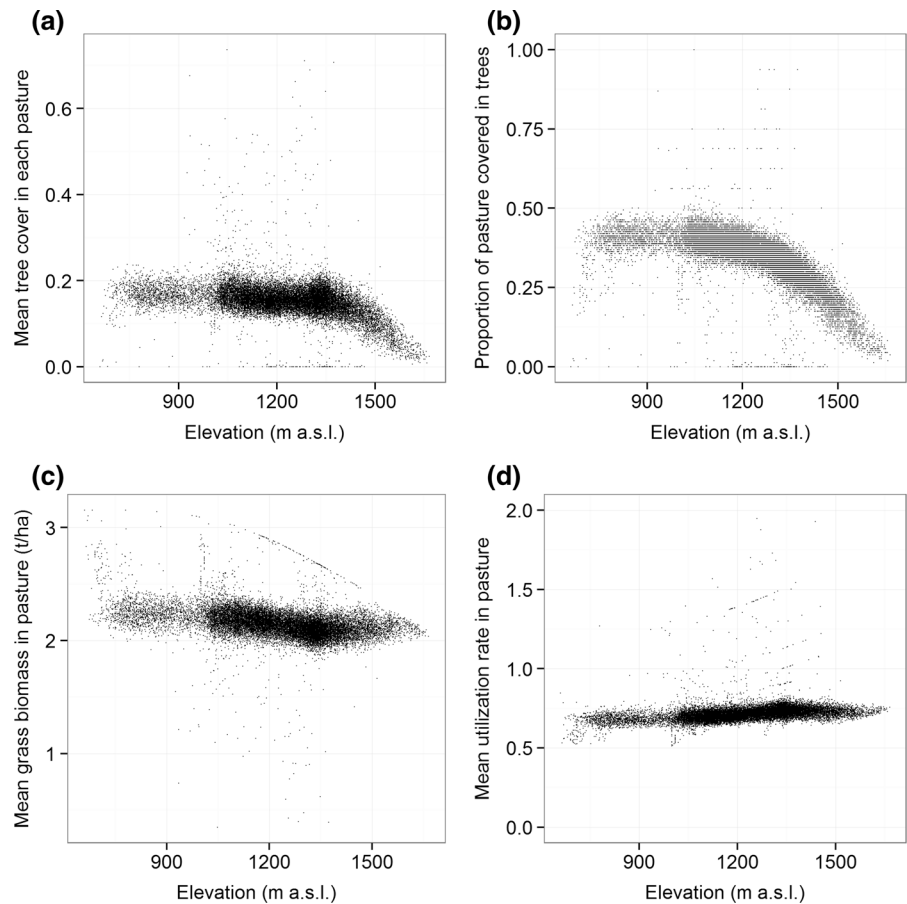 (a)
Mean tree cover in each pasture
0.6
0.4
0.2
0.0
900 1200 1500
Elevation (m a.s.l.)
(b)
Proportion of pasture covered in trees
1.00
0.75
0.50
0.25
0.00
900 1200 1500
Elevation (m a.s.l.)
(c)
Mean grass biomass in pasture (t/ha)
3
2
1
900 1200 1500
Elevation (m a.s.l.)
(d)
Mean utilization rate in pasture
2.0
1.5
1.0
0.5
0.0
900 1200 1500
Elevation (m a.s.l.)